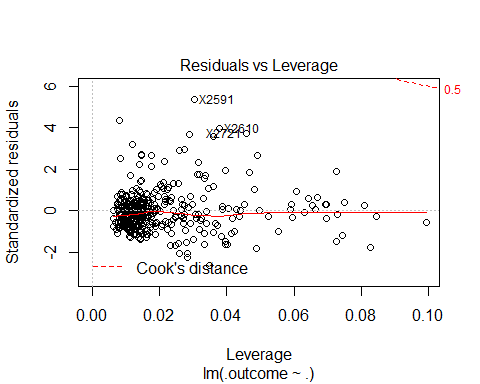 Residuals vs Leverage
Standardized residuals
6
4
2
0
-2
0.5
X2591
X2610
X2721
Cook's distance
0.00
0.02
0.04
0.06
0.08
0.10
Leverage
lm(.outcome ~ .)